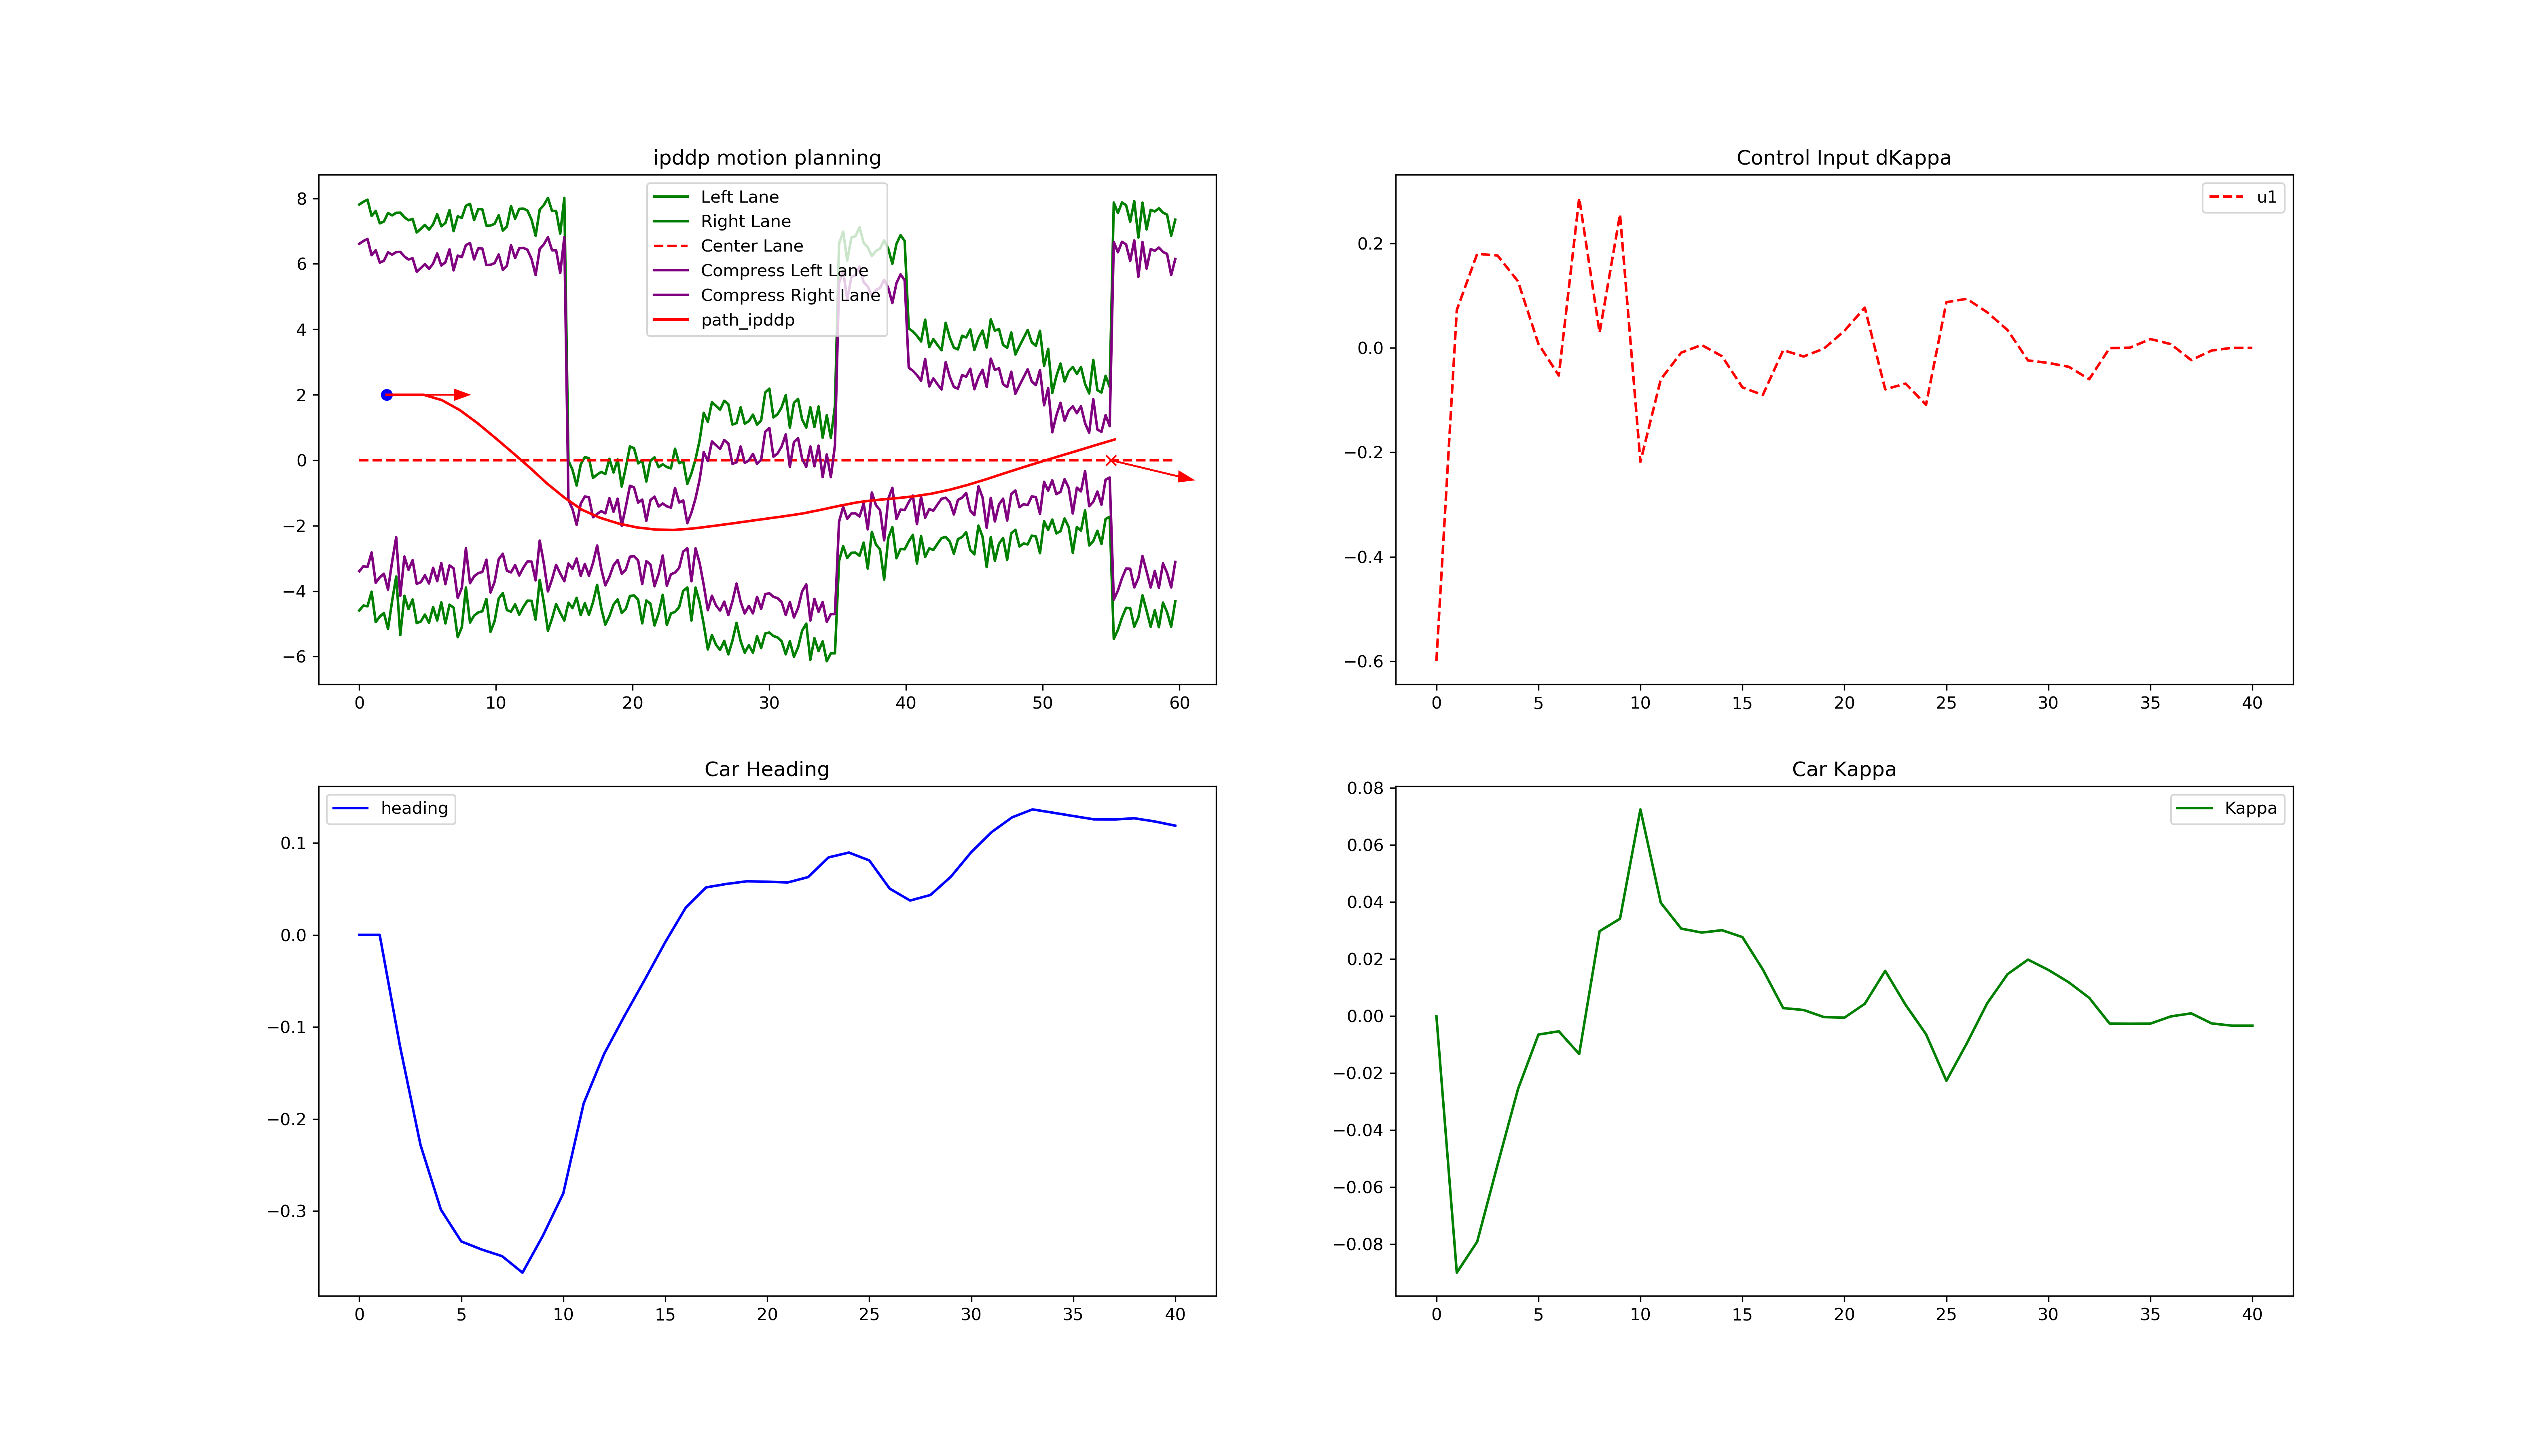 ipddp motion planning
8
6
4
2
0
−2
−4
−6
0 10 20 30 40 50 60
Left Lane
Right Lane
Center Lane
Compress Left Lane
Compress Right Lane
path_ipddp
Control Input dKappa
0.2
0.0
−0.2
−0.4
−0.6
0 5 10 15 20 25 30 35 40
u1
Car Heading
0.1
0.0
−0.1
−0.2
−0.3
0 5 10 15 20 25 30 35 40
heading
Car Kappa
0.08
0.06
0.04
0.02
0.00
−0.02
−0.04
−0.06
−0.08
0 5 10 15 20 25 30 35 40
Kappa